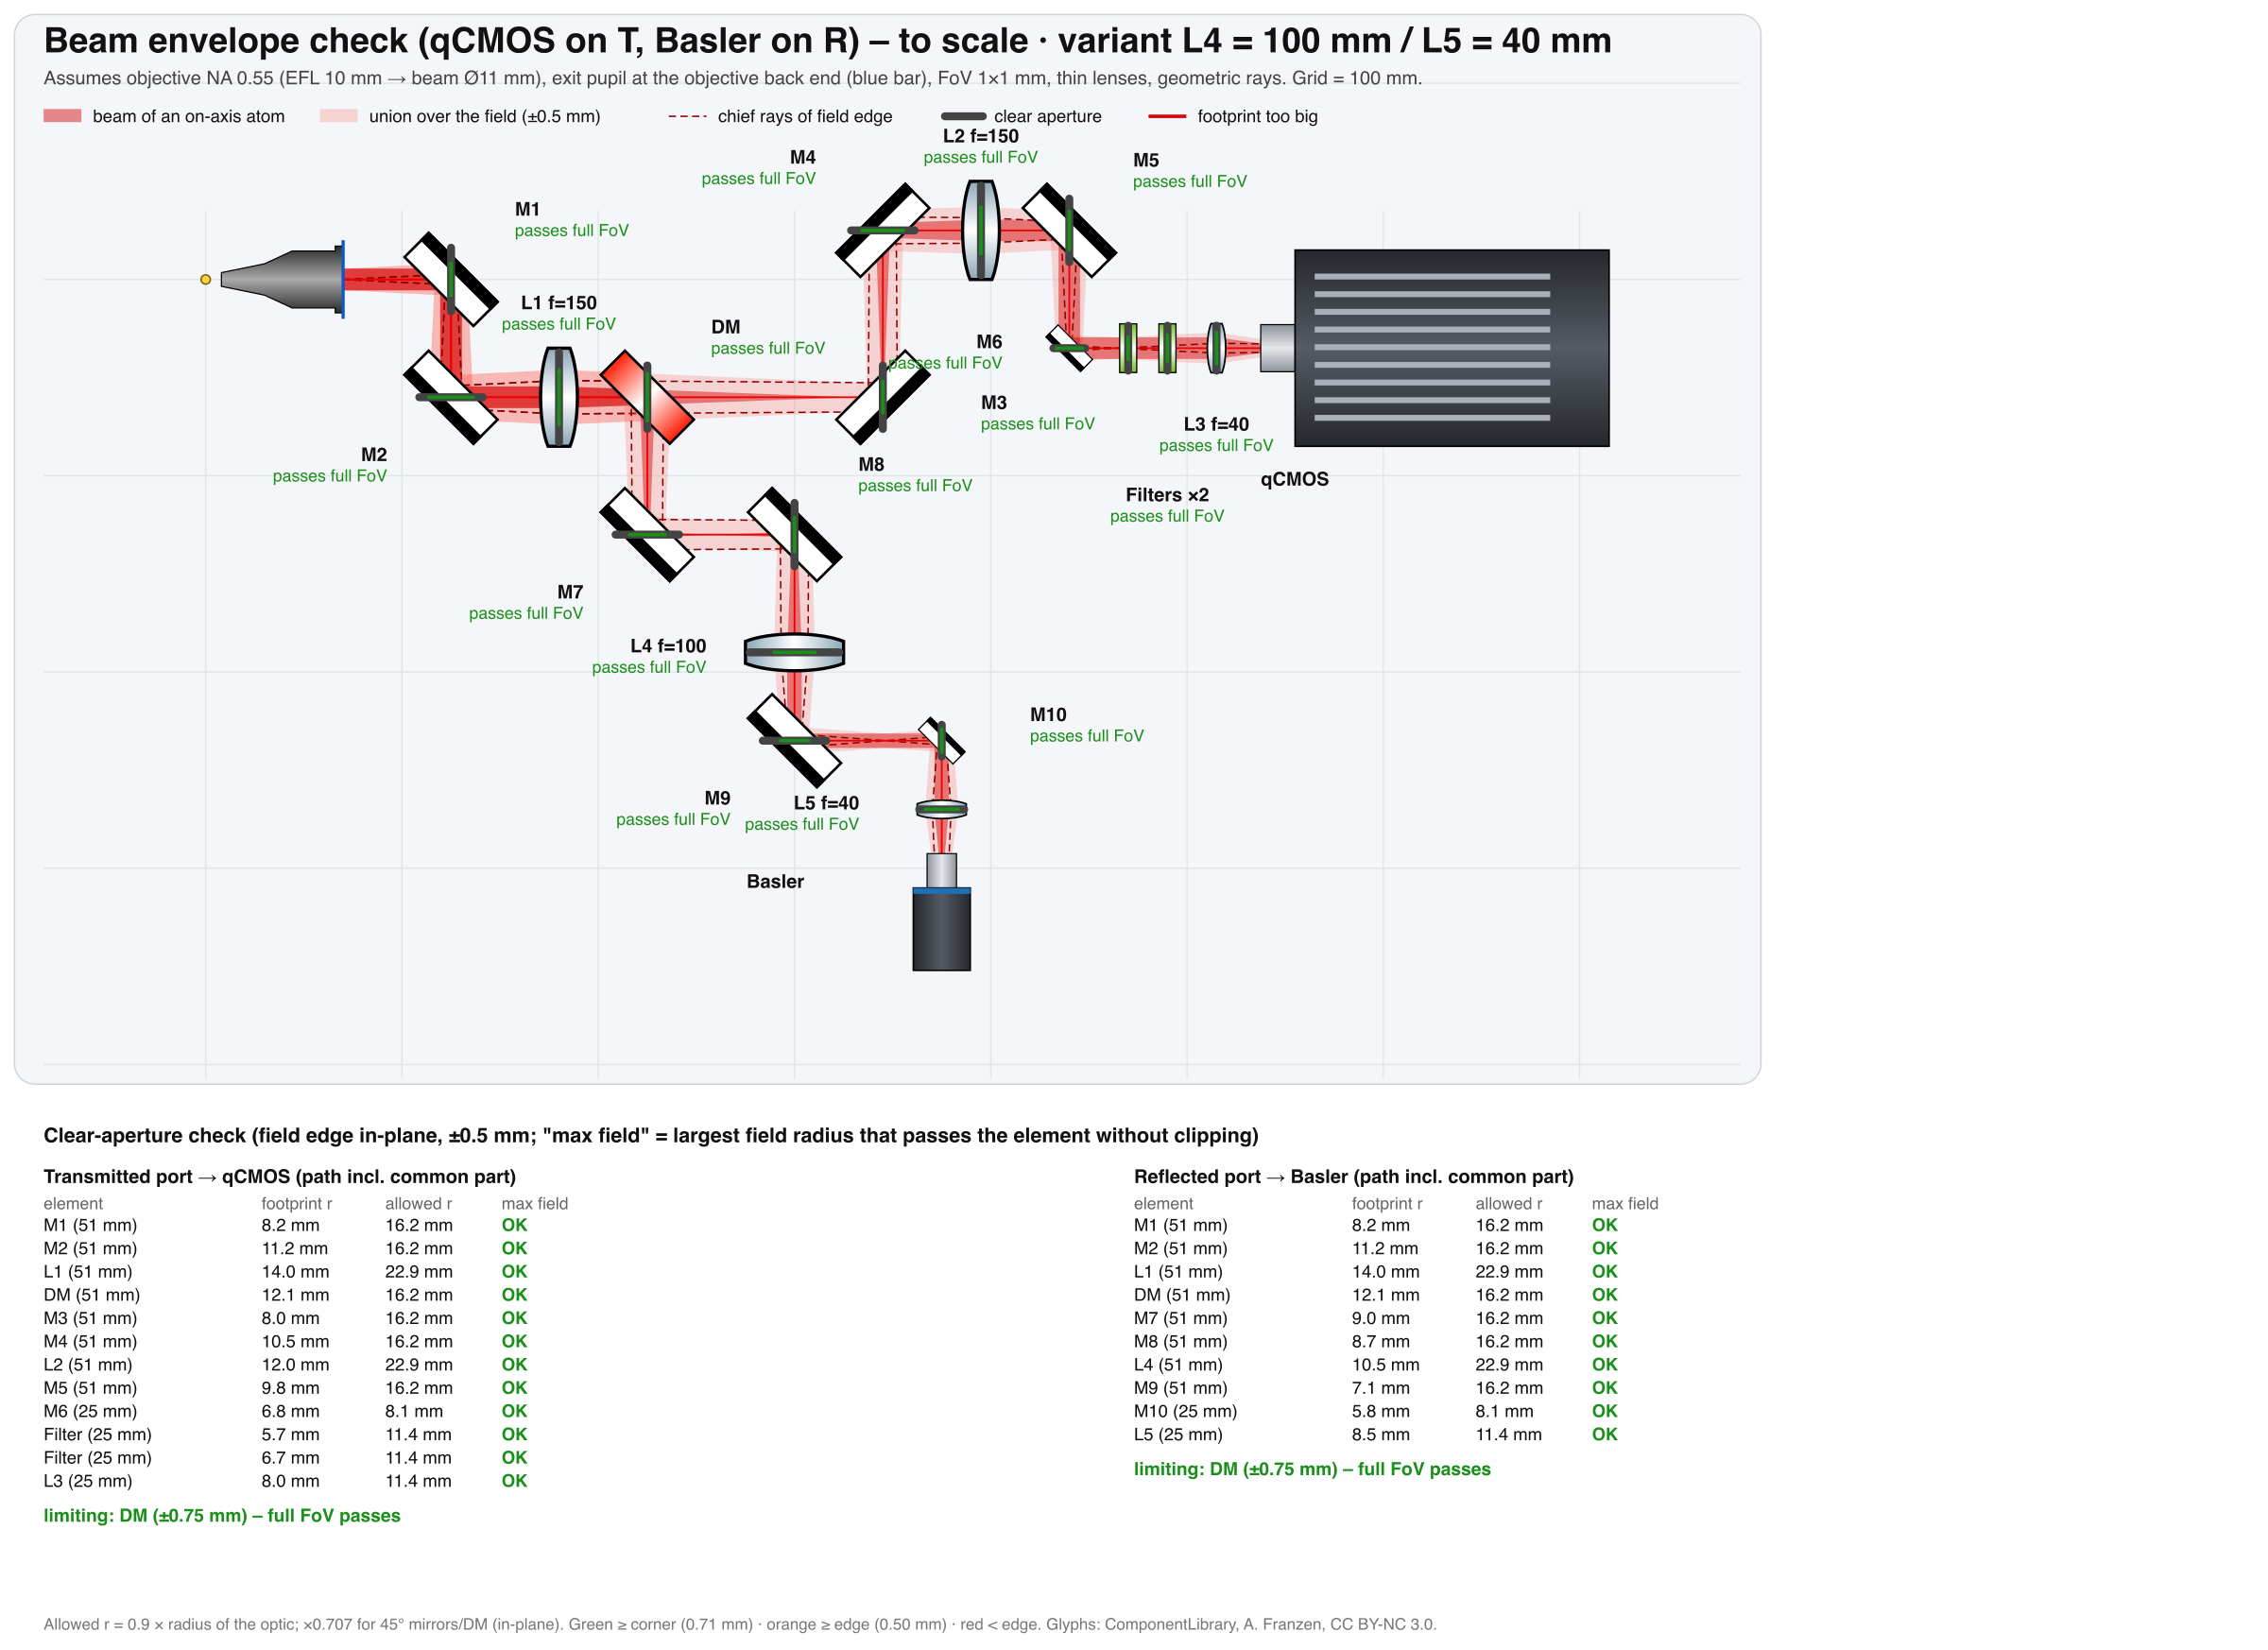 Beam envelope check (qCMOS on T, Basler on R) – to scale · variant L4 = 100 mm / L5 = 40 mm
Assumes objective NA 0.55 (EFL 10 mm → beam Ø11 mm), exit pupil at the objective back end (blue bar), FoV 1×1 mm, thin lenses, geometric rays. Grid = 100 mm.
beam of an on-axis atom
union over the field (±0.5 mm)
chief rays of field edge
clear aperture
footprint too big
L2 f=150
passes full FoV
M4
passes full FoV
M5
passes full FoV
M1
passes full FoV
L1 f=150
passes full FoV
DM
passes full FoV
M6
passes full FoV
M3
passes full FoV
L3 f=40
passes full FoV
M2
passes full FoV
M8
passes full FoV
qCMOS
Filters ×2
passes full FoV
M7
passes full FoV
L4 f=100
passes full FoV
M10
passes full FoV
M9
passes full FoV
L5 f=40
passes full FoV
Basler
Clear-aperture check (field edge in-plane, ±0.5 mm; "max field" = largest field radius that passes the element without clipping)
Transmitted port → qCMOS (path incl. common part)
element footprint r allowed r max field
M1 (51 mm) 8.2 mm 16.2 mm OK
M2 (51 mm) 11.2 mm 16.2 mm OK
L1 (51 mm) 14.0 mm 22.9 mm OK
DM (51 mm) 12.1 mm 16.2 mm OK
M3 (51 mm) 8.0 mm 16.2 mm OK
M4 (51 mm) 10.5 mm 16.2 mm OK
L2 (51 mm) 12.0 mm 22.9 mm OK
M5 (51 mm) 9.8 mm 16.2 mm OK
M6 (25 mm) 6.8 mm 8.1 mm OK
Filter (25 mm) 5.7 mm 11.4 mm OK
Filter (25 mm) 6.7 mm 11.4 mm OK
L3 (25 mm) 8.0 mm 11.4 mm OK
limiting: DM (±0.75 mm) – full FoV passes
Reflected port → Basler (path incl. common part)
element footprint r allowed r max field
M1 (51 mm) 8.2 mm 16.2 mm OK
M2 (51 mm) 11.2 mm 16.2 mm OK
L1 (51 mm) 14.0 mm 22.9 mm OK
DM (51 mm) 12.1 mm 16.2 mm OK
M7 (51 mm) 9.0 mm 16.2 mm OK
M8 (51 mm) 8.7 mm 16.2 mm OK
L4 (51 mm) 10.5 mm 22.9 mm OK
M9 (51 mm) 7.1 mm 16.2 mm OK
M10 (25 mm) 5.8 mm 8.1 mm OK
L5 (25 mm) 8.5 mm 11.4 mm OK
limiting: DM (±0.75 mm) – full FoV passes
Allowed r = 0.9 × radius of the optic; ×0.707 for 45° mirrors/DM (in-plane). Green ≥ corner (0.71 mm) · orange ≥ edge (0.50 mm) · red < edge. Glyphs: ComponentLibrary, A. Franzen, CC BY-NC 3.0.